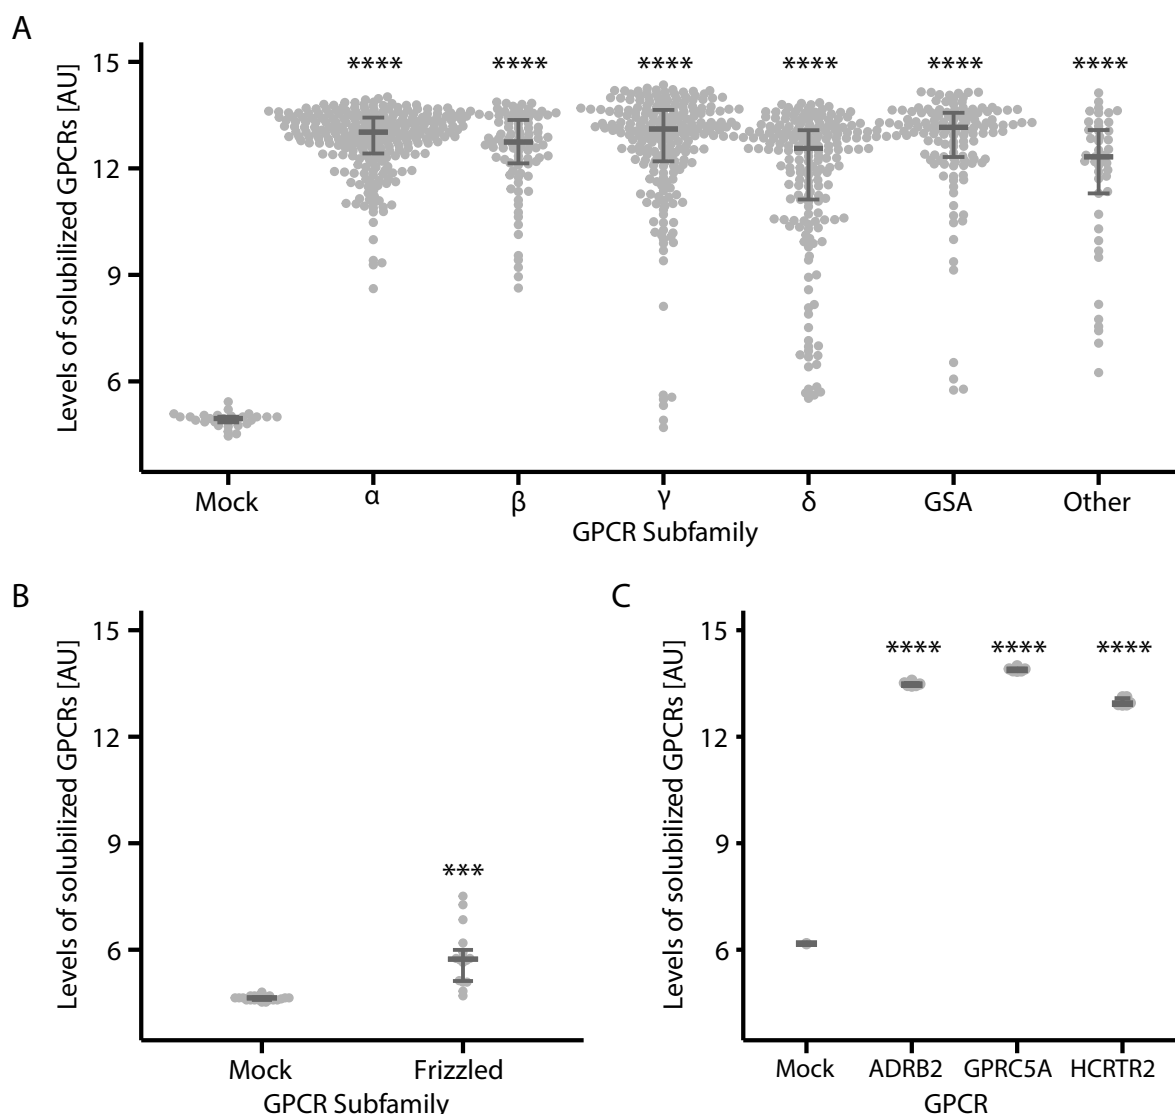 A
Levels of solubilized GPCRs [AU]
15
12
9
6
**** **** **** **** **** ****
Mock α β γ δ GSA Other
GPCR Subfamily
B
Levels of solubilized GPCRs [AU]
15
12
9
6
***
Mock Frizzled
GPCR Subfamily
C
Levels of solubilized GPCRs [AU]
15
12
9
6
**** **** ****
Mock ADRB2 GPRC5A HCRTR2
GPCR